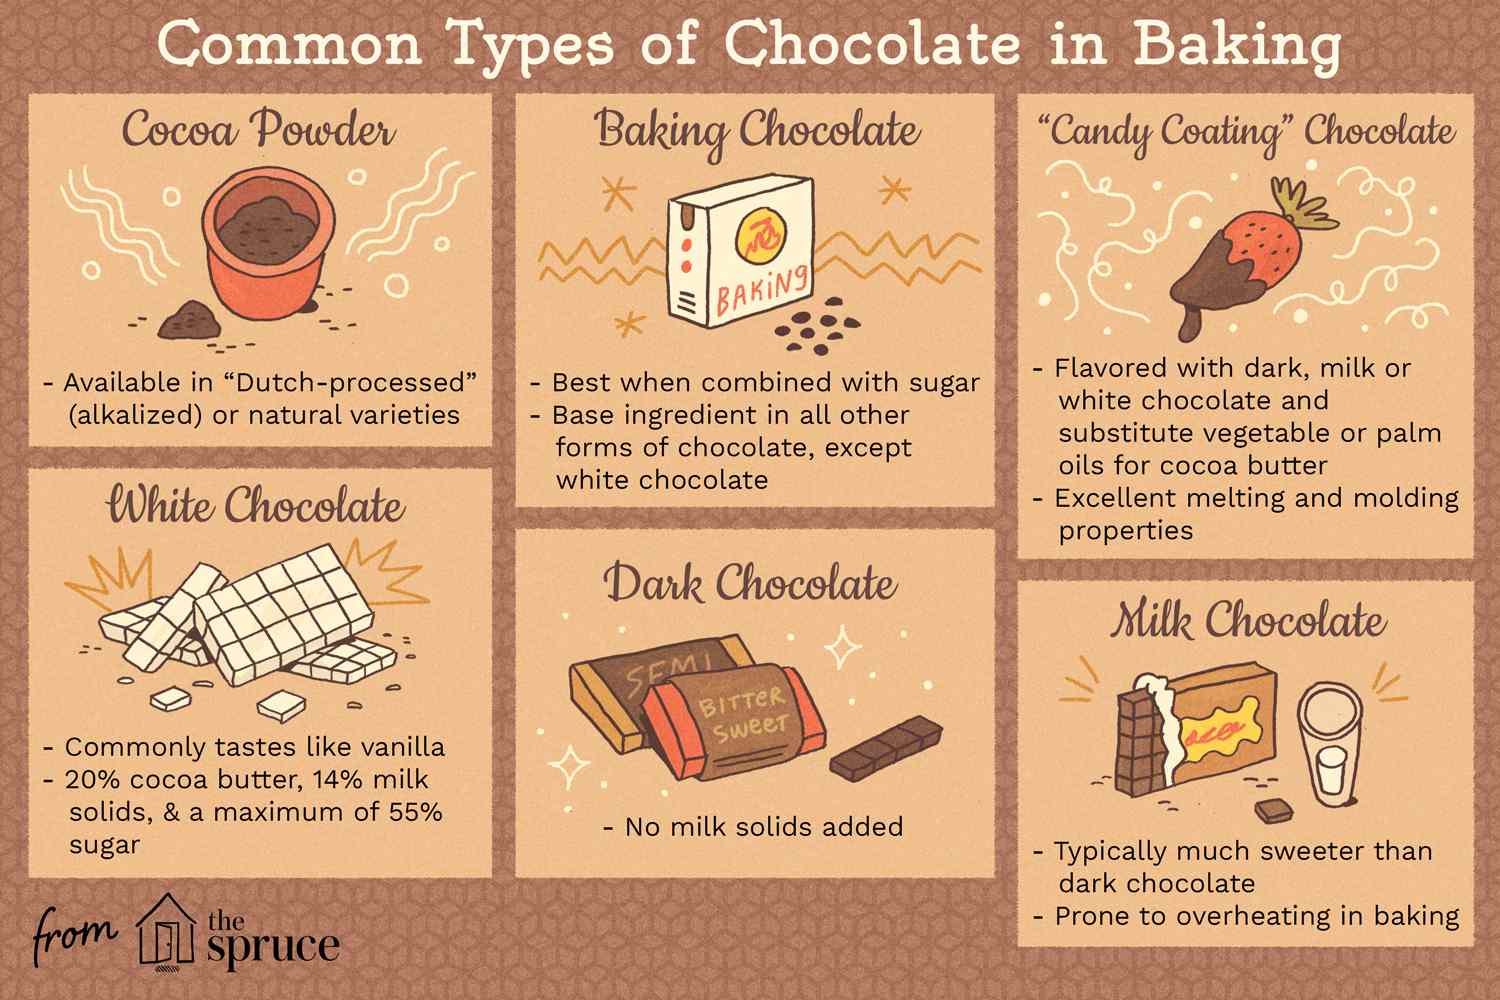 Common Types of Chocolate in Baking
Cocoa Powder
- Available in “Dutch-processed”
(alkalized) or natural varieties
Baking Chocolate
BAKING
- Best when combined with sugar
- Base ingredient in all other
forms of chocolate, except
white chocolate
“Candy Coating” Chocolate
- Flavored with dark, milk or
white chocolate and
substitute vegetable or palm
oils for cocoa butter
- Excellent melting and molding
properties
White Chocolate
- Commonly tastes like vanilla
- 20% cocoa butter, 14% milk
solids, & a maximum of 55%
sugar
Dark Chocolate
SEMI
BITTER
SWEET
- No milk solids added
Milk Chocolate
- Typically much sweeter than
dark chocolate
- Prone to overheating in baking
from
the
spruce